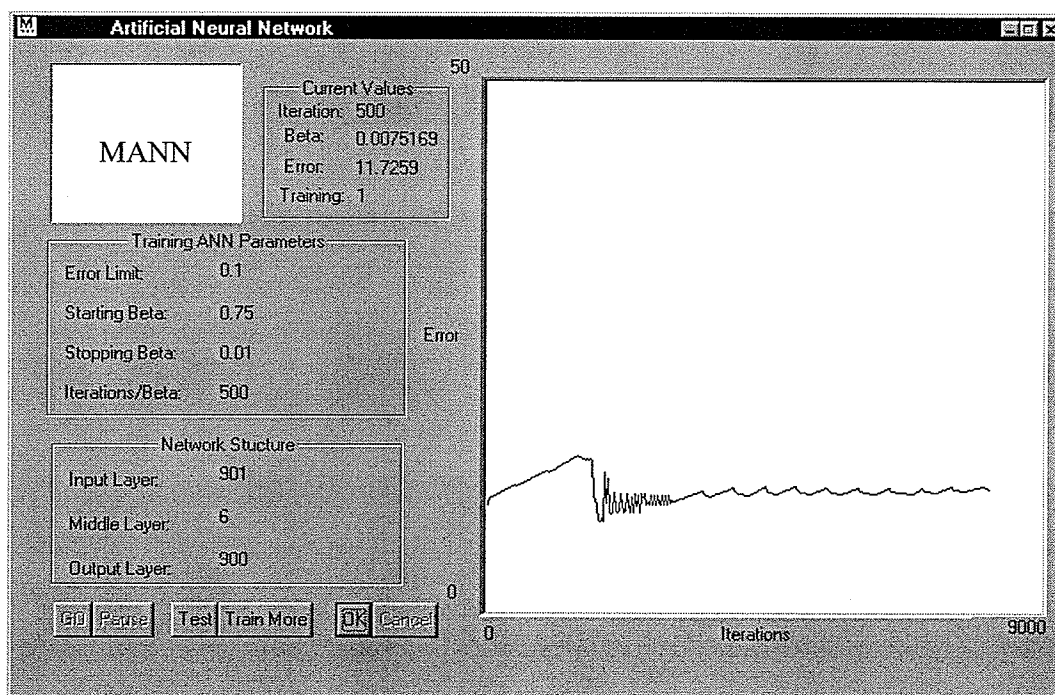 M
Artificial Neural Network
MANN
Current Values
Iteration: 500
Beta: 0.0075169
Error: 11.7259
Training: 1
Training ANN Parameters
Error Limit: 0.1
Starting Beta: 0.75
Stopping Beta: 0.01
Iterations/Beta: 500
Network Stucture
Input Layer: 901
Middle Layer: 6
Output Layer: 900
GO Pause Test Train More OK Cancel
50
Error
0
0 Iterations 9000